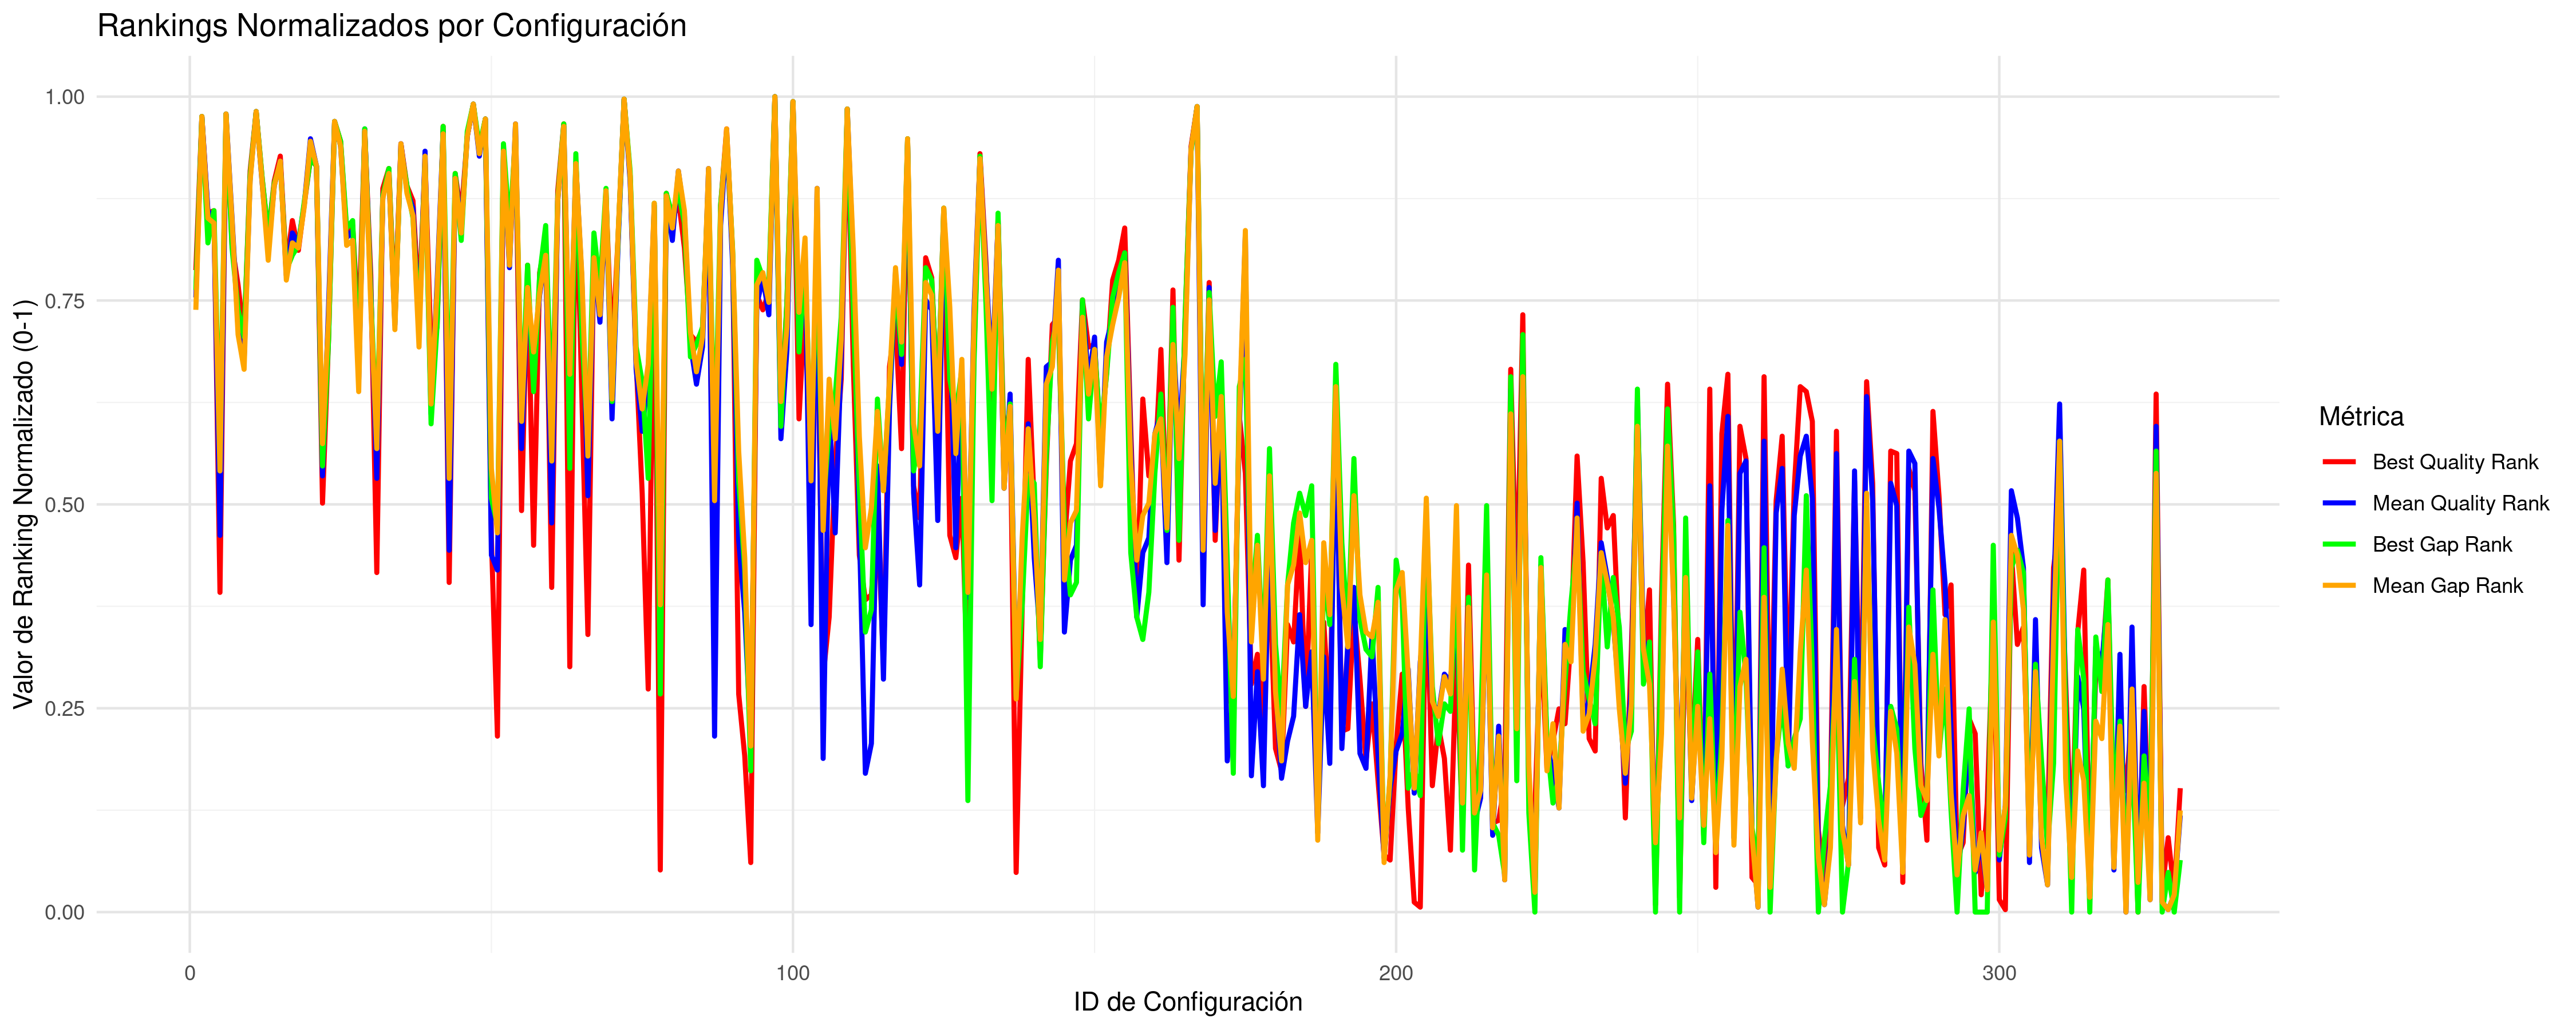 Rankings Normalizados por Configuración
Valor de Ranking Normalizado (0-1)
1.00
0.75
0.50
0.25
0.00
0
100
200
300
ID de Configuración
Métrica
Best Quality Rank
Mean Quality Rank
Best Gap Rank
Mean Gap Rank